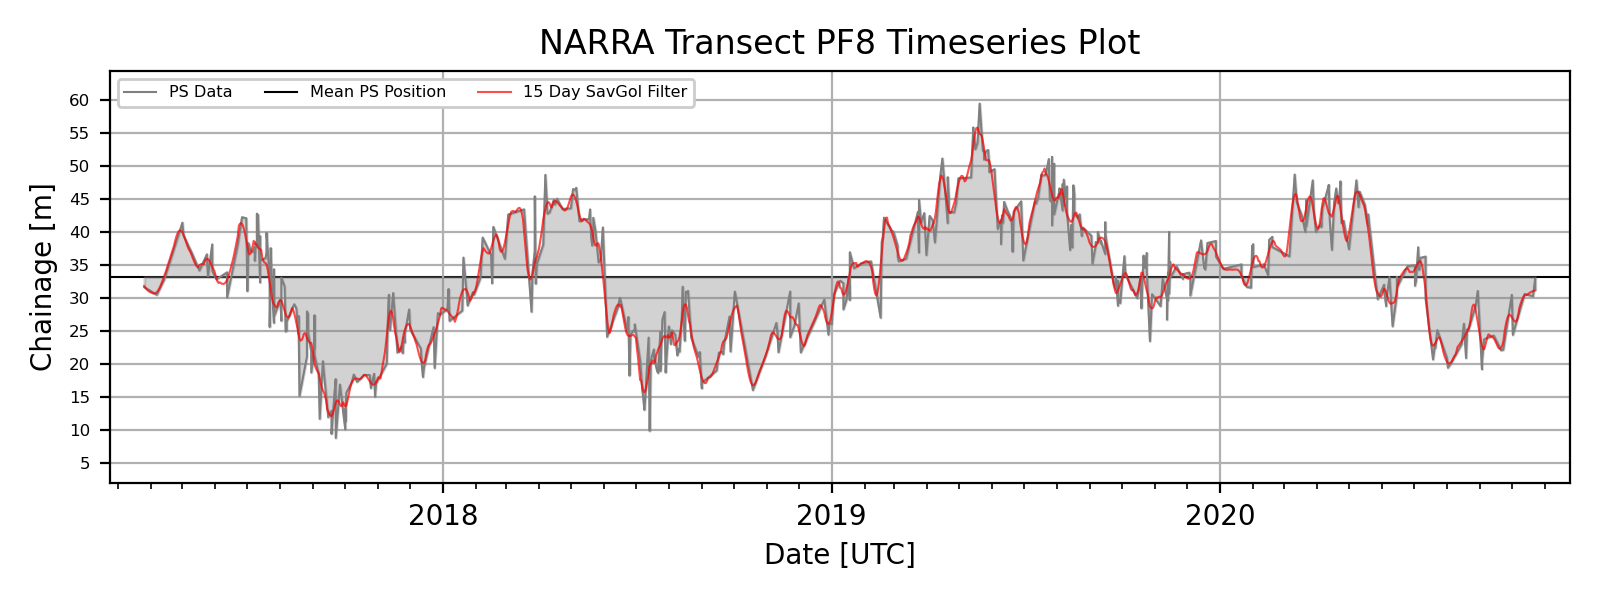 NARRA Transect PF8 Timeseries Plot
PS Data Mean PS Position 15 Day SavGol Filter
60
55
50
45
40
35
30
25
20
15
10
5
Chainage [m]
2018 2019 2020
Date [UTC]